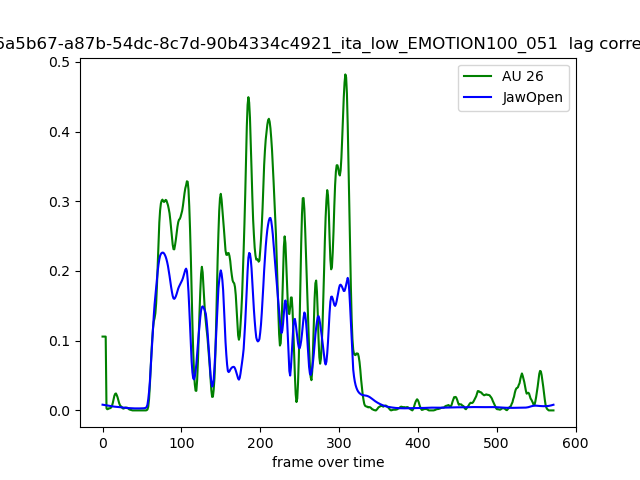 6a5b67-a87b-54dc-8c7d-90b4334c4921_ita_low_EMOTION100_051 lag corre
AU 26
JawOpen
0.5
0.4
0.3
0.2
0.1
0.0
0 100 200 300 400 500 600
frame over time